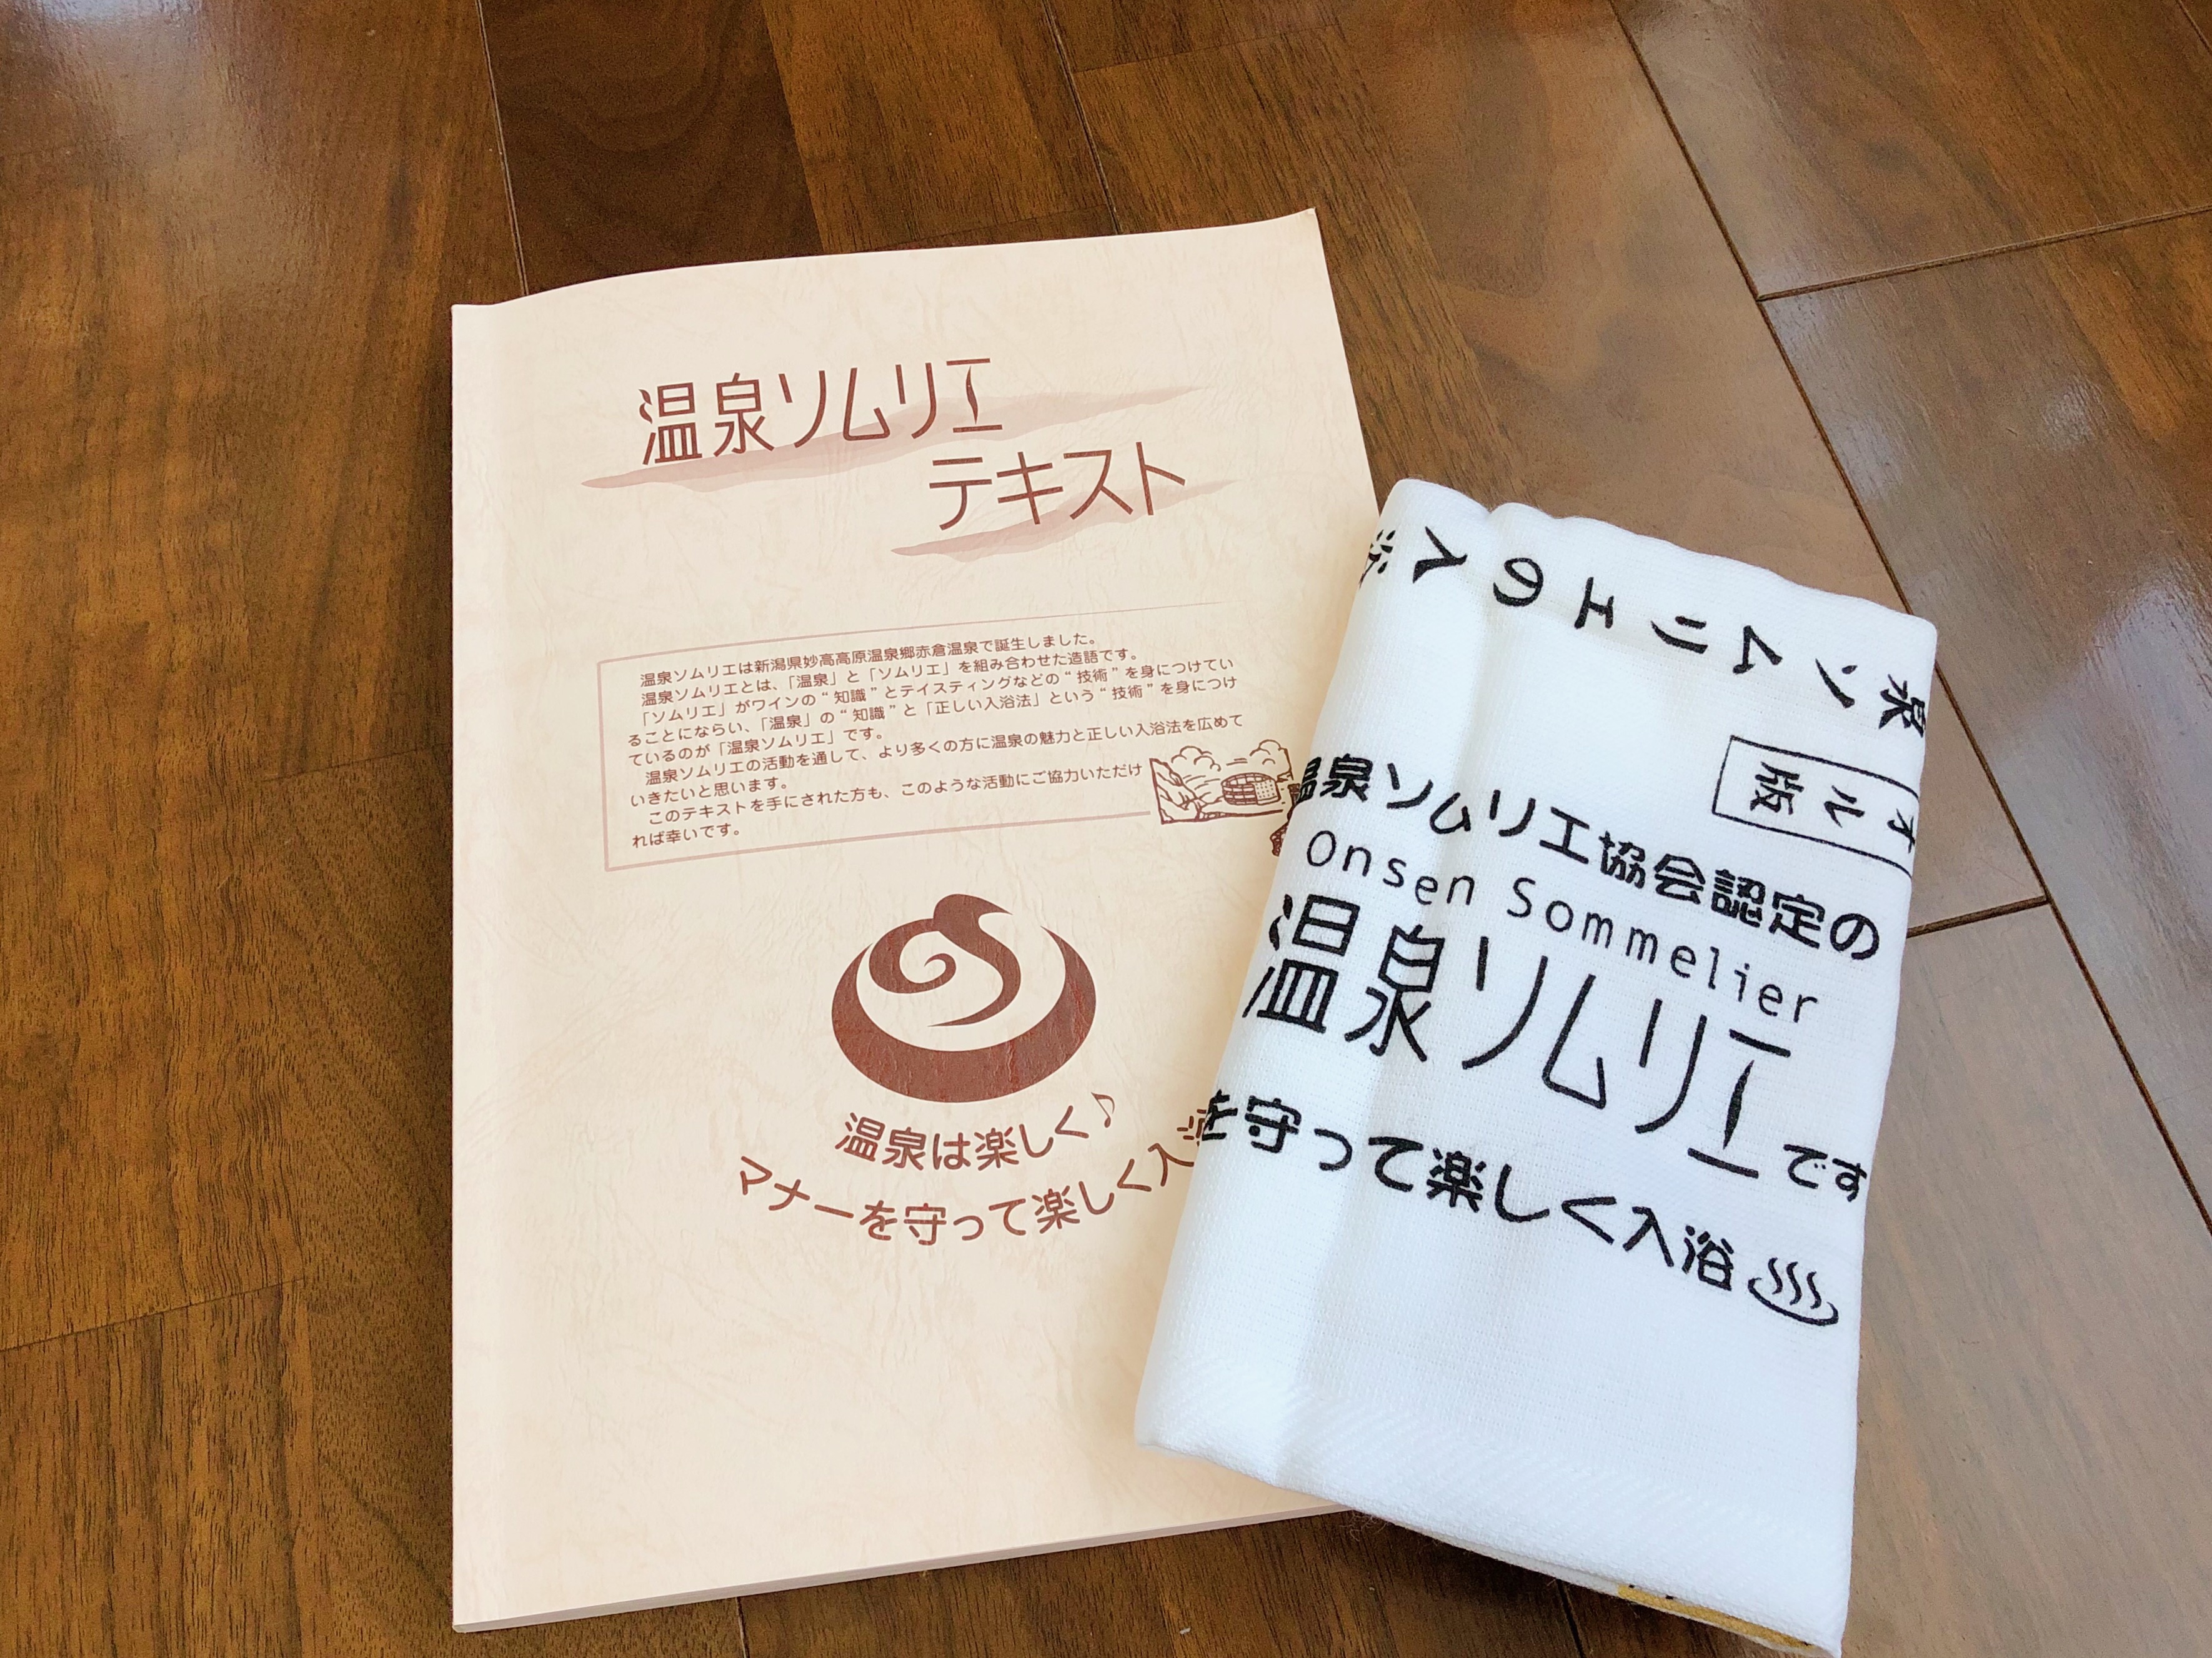 温泉ソムリエ
テキスト
温泉ソムリエは新潟県妙高高原温泉郷赤倉温泉で誕生しました。
温泉ソムリエとは、「温泉」と「ソムリエ」を組み合わせた造語です。
「ソムリエ」がワインの“知識”とテイスティングなどの“技術”を身につけてい
ることにならい、「温泉」の“知識”と「正しい入浴法」という“技術”を身につけ
ているのが「温泉ソムリエ」です。
温泉ソムリエの活動を通して、より多くの方に温泉の魅力と正しい入浴法を広めて
いきたいと思います。
このテキストを手にされた方も、このような活動にご協力いただけ
れば幸いです。
温泉は楽しく♪
マナーを守って楽しく入浴
泉ソムリエの入浴
オル版
温泉ソムリエ協会認定の
Onsen Sommelier
温泉ソムリエです
を守って楽しく入浴♨